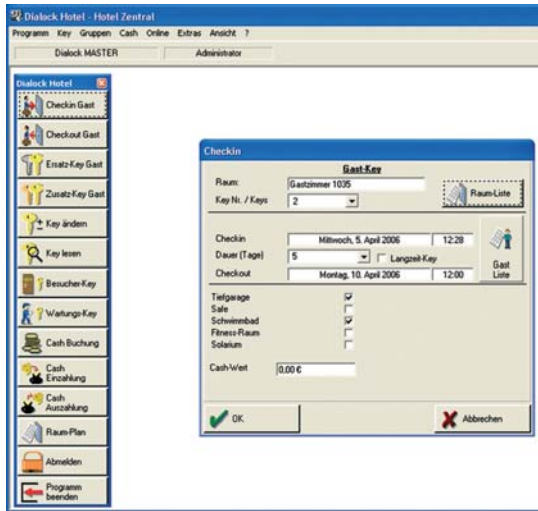 Dialock Hotel - Hotel Zentral
Programm Key Gruppen Cash Online Extras Ansicht ?
Dialock MASTER Administrator
Dialock Hotel
Checkin Gast
Checkout Gast
Ersatz-Key Gast
Zusatz-Key Gast
Key ändern
Key lesen
Besucher-Key
Wartungs-Key
Cash Buchung
Cash
Einzahlung
Cash
Auszahlung
Raum-Plan
Abmelden
Programm
beenden
Checkin
Gast-Key
Raum: Gastzimmer 1035
Raum-Liste
Key Nr. / Keys 2
Checkin Mittwoch, 5. April 2006 12:28
Dauer (Tage) 5 Langzeit-Key
Checkout Montag, 10. April 2006 12:00
Gast
Liste
Tiefgarage
Safe
Schwimmbad
Fitness-Raum
Solarium
Cash-Wert 0,00 €
OK
Abbrechen